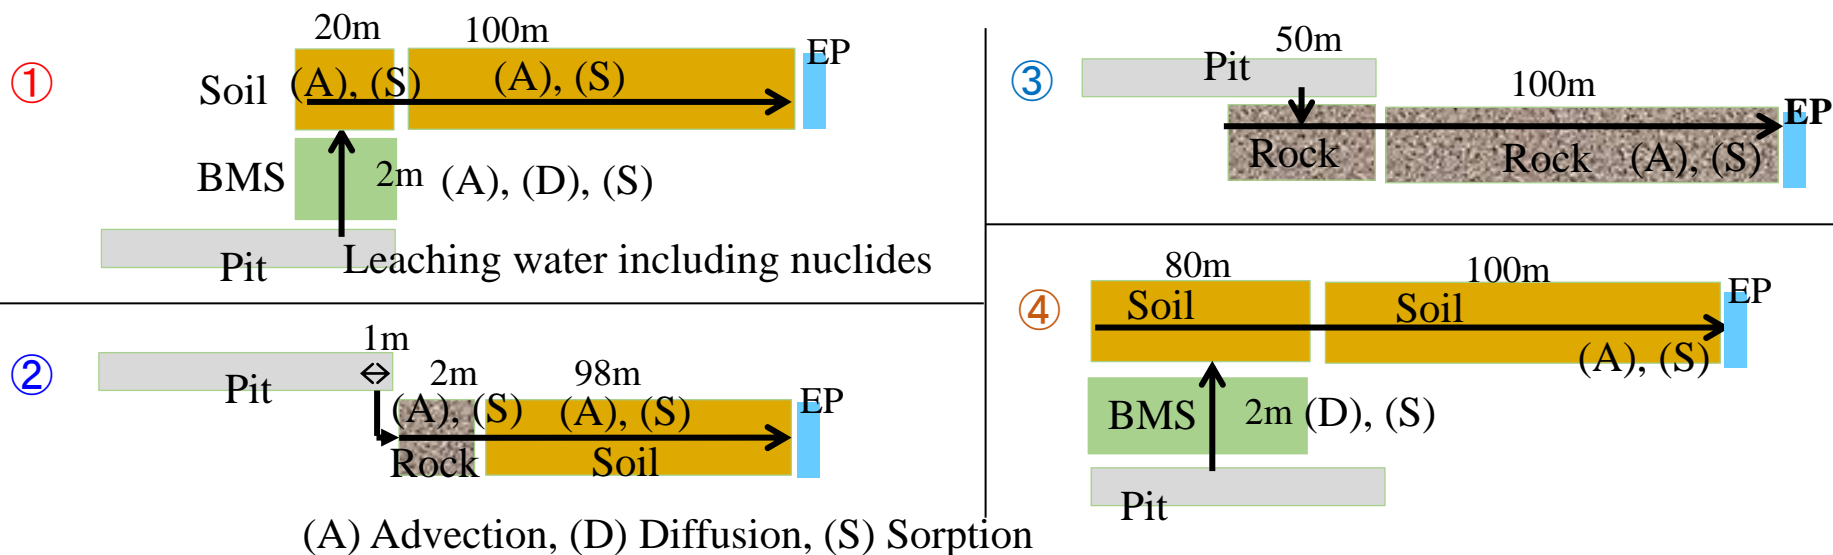 ①
20m
100m
EP
Soil
(A), (S)
(A), (S)
BMS
2m
(A), (D), (S)
Pit
Leaching water including nuclides
②
1m
Pit
2m
98m
EP
(A), (S)
(A), (S)
Rock
Soil
③
50m
Pit
100m
EP
Rock
Rock
(A), (S)
④
80m
100m
EP
Soil
Soil
(A), (S)
BMS
2m
(D), (S)
Pit
(A) Advection, (D) Diffusion, (S) Sorption